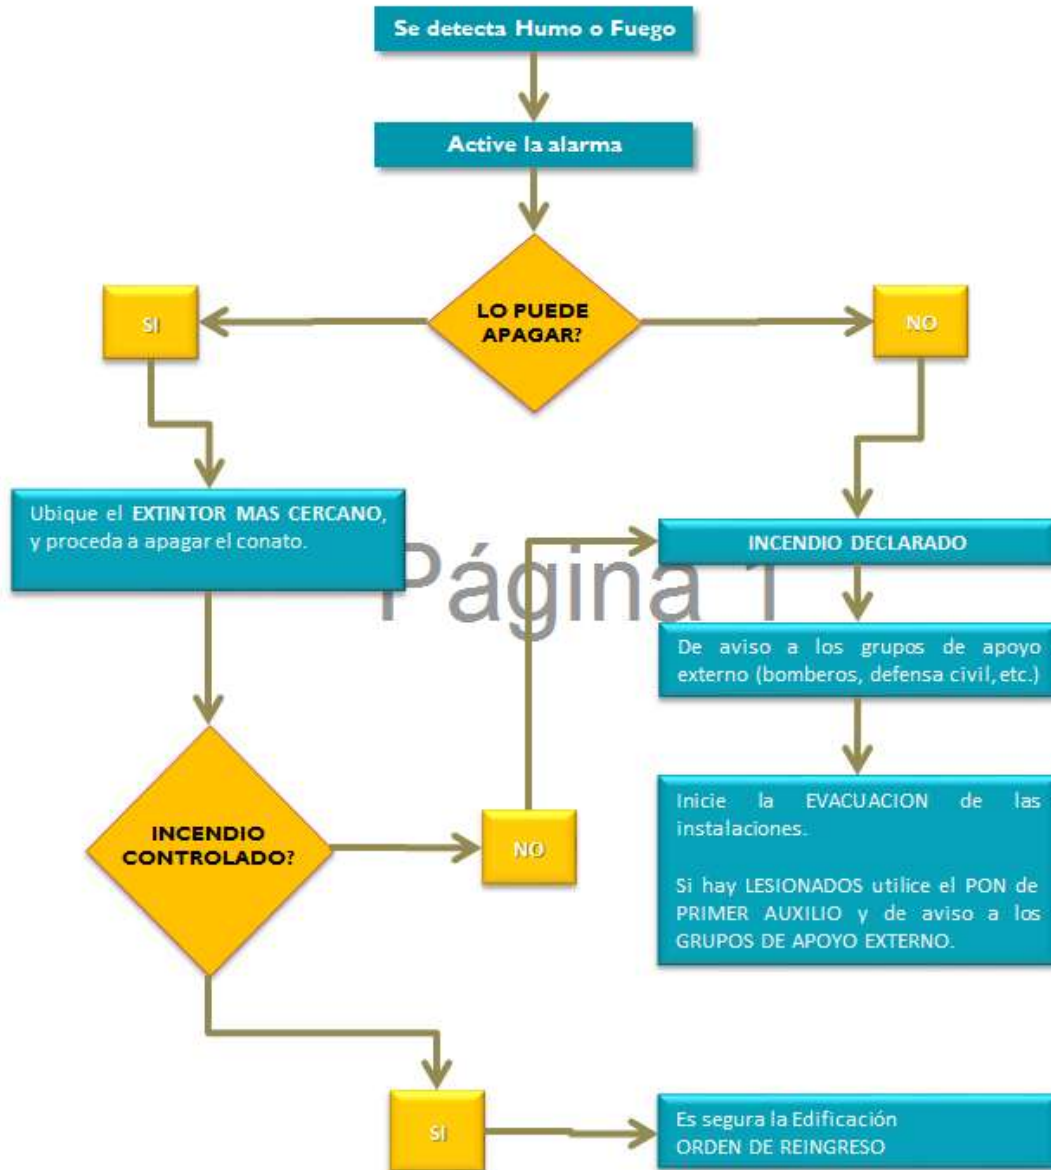 Se detecta Humo o Fuego
Active la alarma
LO PUEDE
APAGAR?
SI
NO
Ubique el EXTINTOR MAS CERCANO,
y proceda a apagar el conato.
INCENDIO DECLARADO
Página 1
De aviso a los grupos de apoyo
externo (bomberos, defensa civil, etc.)
Inicie la EVACUACION de las
instalaciones.
Si hay LESIONADOS utilice el PON de
PRIMER AUXILIO y de aviso a los
GRUPOS DE APOYO EXTERNO.
INCENDIO
CONTROLADO?
NO
SI
Es segura la Edificación
ORDEN DE REINGRESO